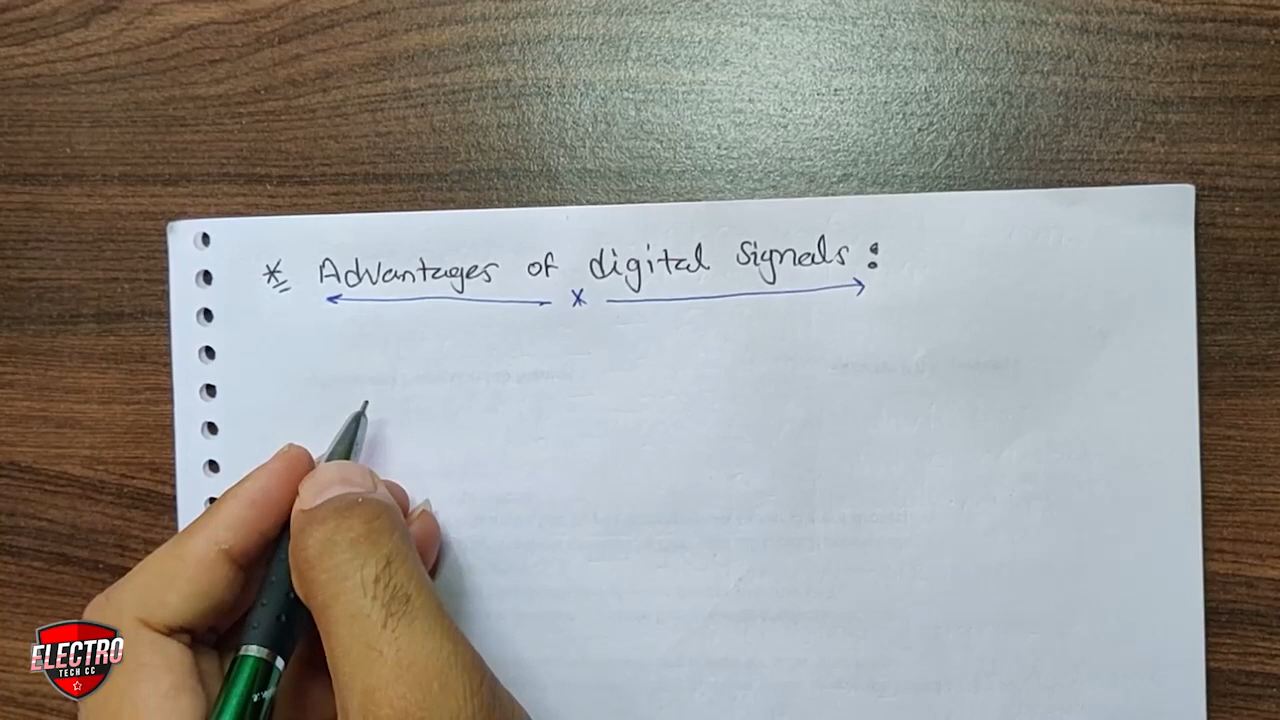 * Advantages of digital signals :
x
ELECTRO
TECH CC